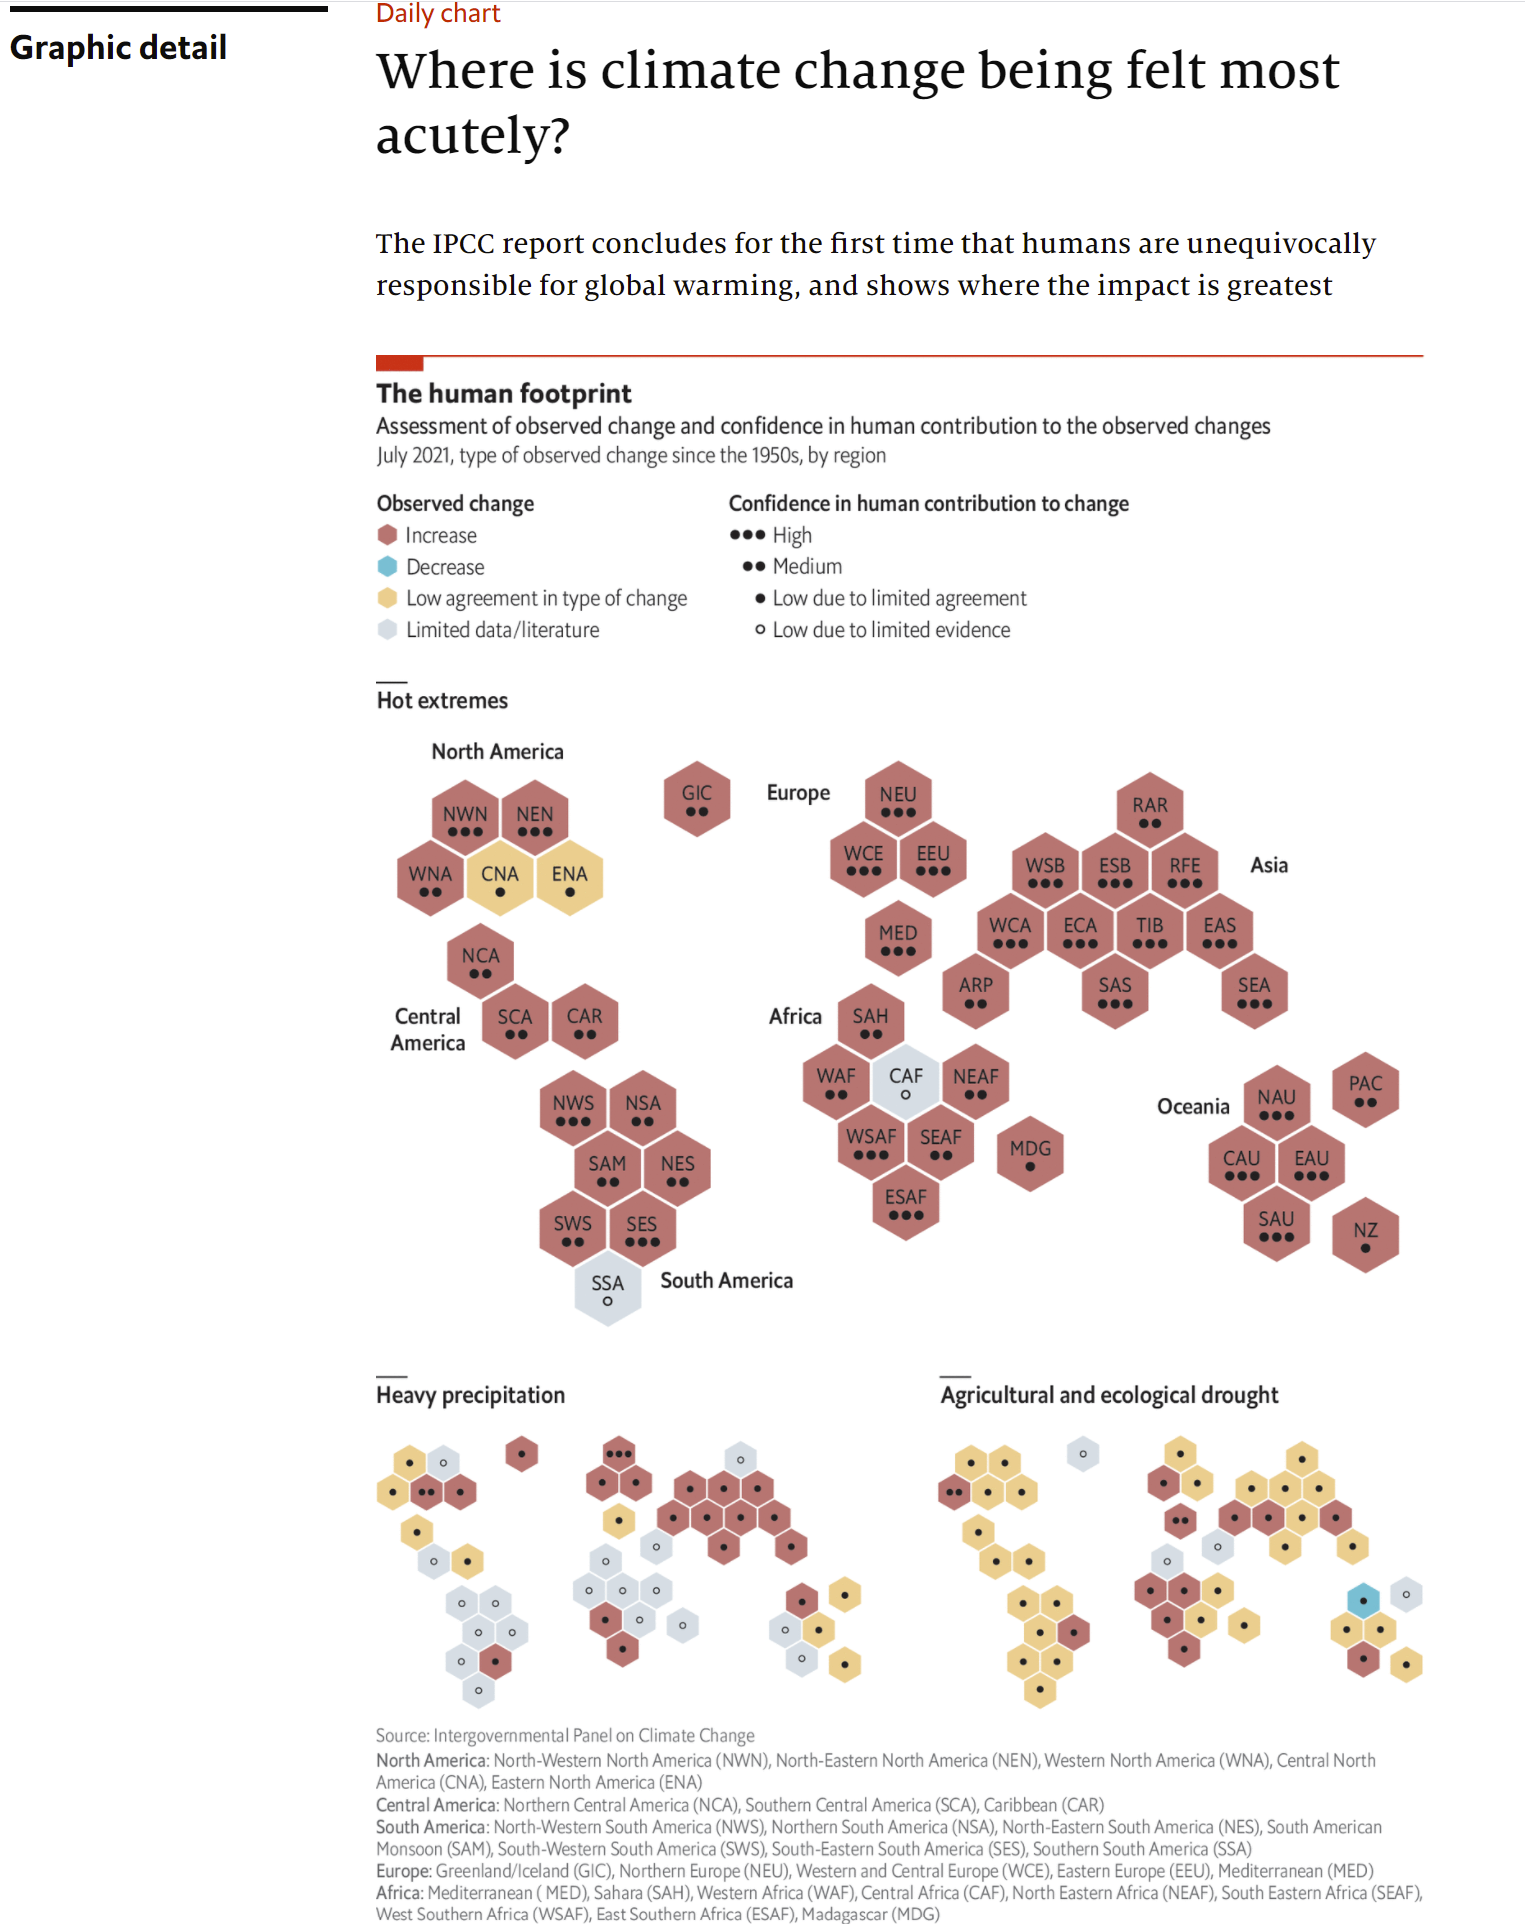 Daily chart
Graphic detail
Where is climate change being felt most
acutely?
The IPCC report concludes for the first time that humans are unequivocally
responsible for global warming, and shows where the impact is greatest
The human footprint
Assessment of observed change and confidence in human contribution to the observed changes
July 2021, type of observed change since the 1950s, by region
Observed change
Increase
Decrease
Low agreement in type of change
Limited data/literature
Confidence in human contribution to change
High
Medium
Low due to limited agreement
Low due to limited evidence
Hot extremes
North America
NWN
NEN
WNA
CNA
ENA
GIC
Europe
NEU
WCE
EEU
MED
RAR
WSB
ESB
RFE
Asia
WCA
ECA
TIB
EAS
ARP
SAS
SEA
NCA
Central
America
SCA
CAR
Africa
SAH
WAF
CAF
NEAF
WSAF
SEAF
MDG
ESAF
NWS
NSA
SAM
NES
SWS
SES
SSA
South America
Oceania
NAU
PAC
CAU
EAU
SAU
NZ
Heavy precipitation
Agricultural and ecological drought
Source: Intergovernmental Panel on Climate Change
North America: North-Western North America (NWN), North-Eastern North America (NEN), Western North America (WNA), Central North
America (CNA), Eastern North America (ENA)
Central America: Northern Central America (NCA), Southern Central America (SCA), Caribbean (CAR)
South America: North-Western South America (NWS), Northern South America (NSA), North-Eastern South America (NES), South American
Monsoon (SAM), South-Western South America (SWS), South-Eastern South America (SES), Southern South America (SSA)
Europe: Greenland/Iceland (GIC), Northern Europe (NEU), Western and Central Europe (WCE), Eastern Europe (EEU), Mediterranean (MED)
Africa: Mediterranean ( MED), Sahara (SAH), Western Africa (WAF), Central Africa (CAF), North Eastern Africa (NEAF), South Eastern Africa (SEAF),
West Southern Africa (WSAF), East Southern Africa (ESAF), Madagascar (MDG)